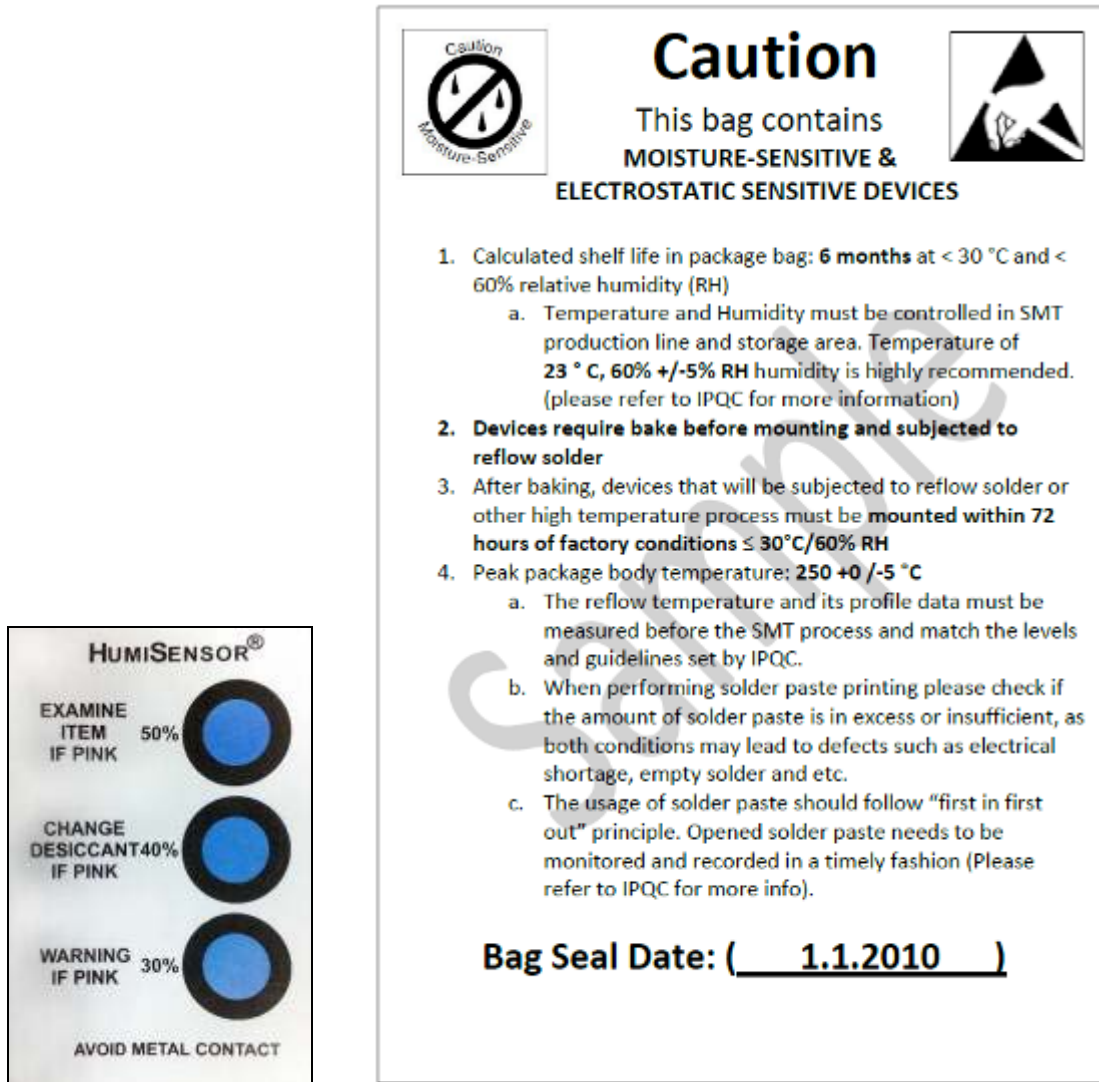 Caution
Moisture-Sensitive
Caution
This bag contains
MOISTURE-SENSITIVE &
ELECTROSTATIC SENSITIVE DEVICES
1. Calculated shelf life in package bag: 6 months at < 30 °C and <
60% relative humidity (RH)
a. Temperature and Humidity must be controlled in SMT
production line and storage area. Temperature of
23 ° C, 60% +/-5% RH humidity is highly recommended.
(please refer to IPQC for more information)
2. Devices require bake before mounting and subjected to
reflow solder
3. After baking, devices that will be subjected to reflow solder or
other high temperature process must be mounted within 72
hours of factory conditions ≤ 30°C/60% RH
4. Peak package body temperature: 250 +0 /-5 °C
a. The reflow temperature and its profile data must be
measured before the SMT process and match the levels
and guidelines set by IPQC.
b. When performing solder paste printing please check if
the amount of solder paste is in excess or insufficient, as
both conditions may lead to defects such as electrical
shortage, empty solder and etc.
c. The usage of solder paste should follow “first in first
out” principle. Opened solder paste needs to be
monitored and recorded in a timely fashion (Please
refer to IPQC for more info).
Bag Seal Date: ( 1.1.2010 )
Sample
HUMISENSOR®
EXAMINE
ITEM 50%
IF PINK
CHANGE
DESICCANT 40%
IF PINK
WARNING 30%
IF PINK
AVOID METAL CONTACT